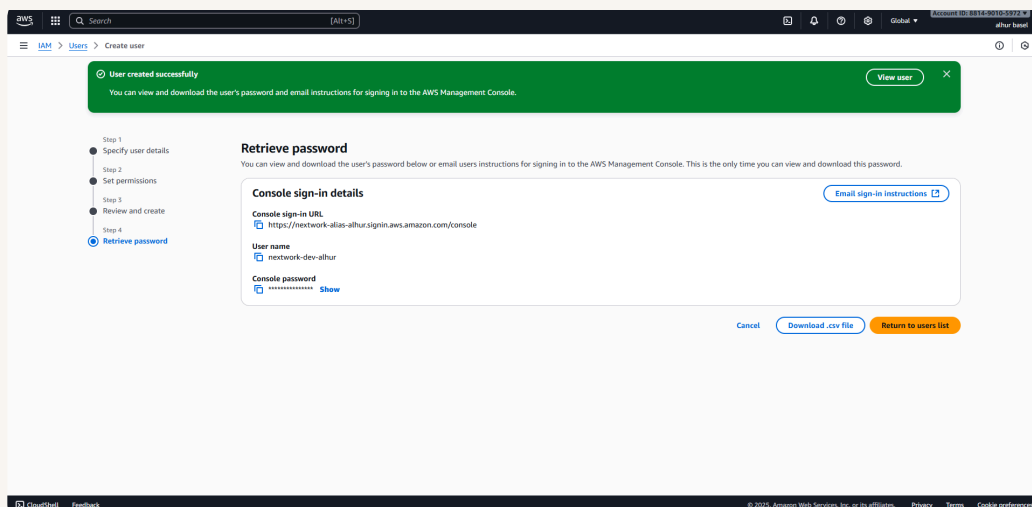 aws
Search
[Alt+S]
Global
Account ID: 8814-9010-5972
alhur basel
IAM > Users > Create user
User created successfully
You can view and download the user's password and email instructions for signing in to the AWS Management Console.
View user
Step 1
Specify user details
Step 2
Set permissions
Step 3
Review and create
Step 4
Retrieve password
Retrieve password
You can view and download the user's password below or email users instructions for signing in to the AWS Management Console. This is the only time you can view and download this password.
Console sign-in details
Email sign-in instructions
Console sign-in URL
https://nextwork-alias-alhur.signin.aws.amazon.com/console
User name
nextwork-dev-alhur
Console password
*************** Show
Cancel
Download .csv file
Return to users list
CloudShell Feedback
© 2025, Amazon Web Services, Inc. or its affiliates. Privacy Terms Cookie preferences